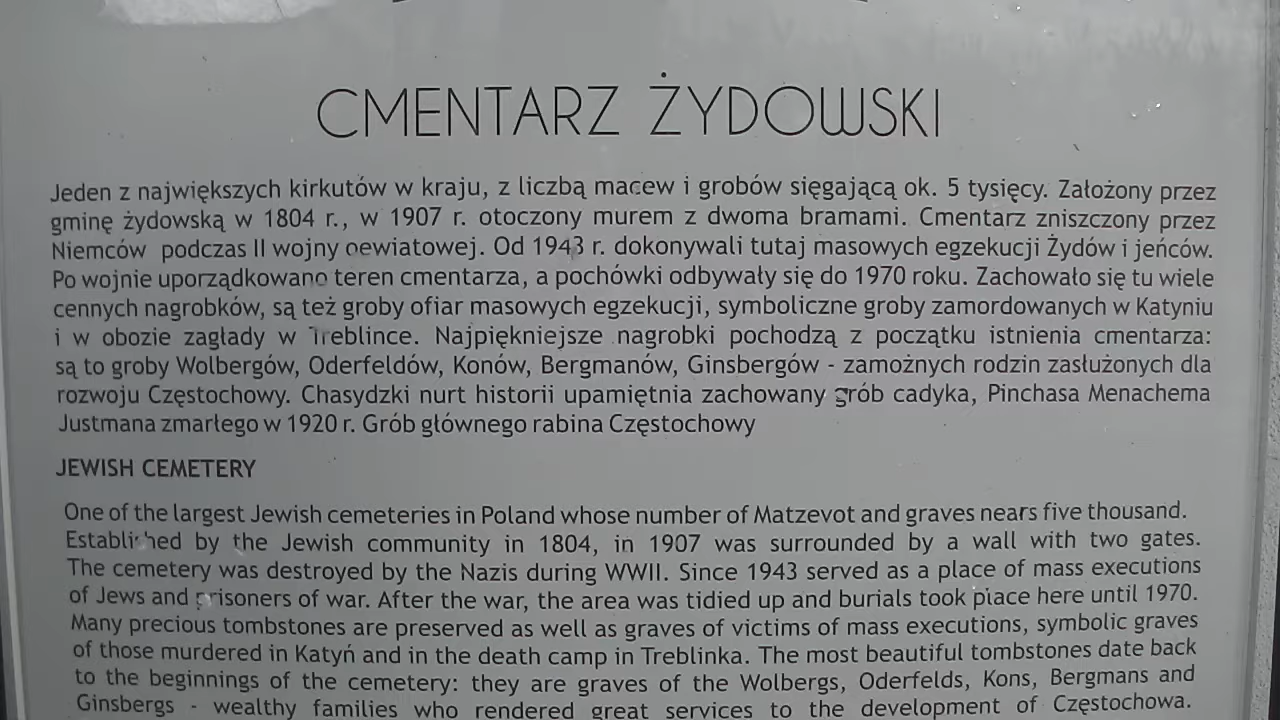 CMENTARZ ŻYDOWSKI
Jeden z największych kirkutów w kraju, z liczbą macew i grobów sięgającą ok. 5 tysięcy. Założony przez
gminę żydowską w 1804 r., w 1907 r. otoczony murem z dwoma bramami. Cmentarz zniszczony przez
Niemców podczas II wojny oewiatowej. Od 1943 r. dokonywali tutaj masowych egzekucji Żydów i jeńców.
Po wojnie uporządkowano teren cmentarza, a pochówki odbywały się do 1970 roku. Zachowało się tu wiele
cennych nagrobków, są też groby ofiar masowych egzekucji, symboliczne groby zamordowanych w Katyniu
i w obozie zagłady w Treblince. Najpiękniejsze nagrobki pochodzą z początku istnienia cmentarza:
są to groby Wolbergów, Oderfeldów, Konów, Bergmanów, Ginsbergów - zamożnych rodzin zasłużonych dla
rozwoju Częstochowy. Chasydzki nurt historii upamiętnia zachowany grób cadyka, Pinchasa Menachema
Justmana zmarłego w 1920 r. Grób głównego rabina Częstochowy
JEWISH CEMETERY
One of the largest Jewish cemeteries in Poland whose number of Matzevot and graves nears five thousand.
Established by the Jewish community in 1804, in 1907 was surrounded by a wall with two gates.
The cemetery was destroyed by the Nazis during WWII. Since 1943 served as a place of mass executions
of Jews and prisoners of war. After the war, the area was tidied up and burials took place here until 1970.
Many precious tombstones are preserved as well as graves of victims of mass executions, symbolic graves
of those murdered in Katyń and in the death camp in Treblinka. The most beautiful tombstones date back
to the beginnings of the cemetery: they are graves of the Wolbergs, Oderfelds, Kons, Bergmans and
Ginsbergs - wealthy families who rendered great services to the development of Częstochowa.